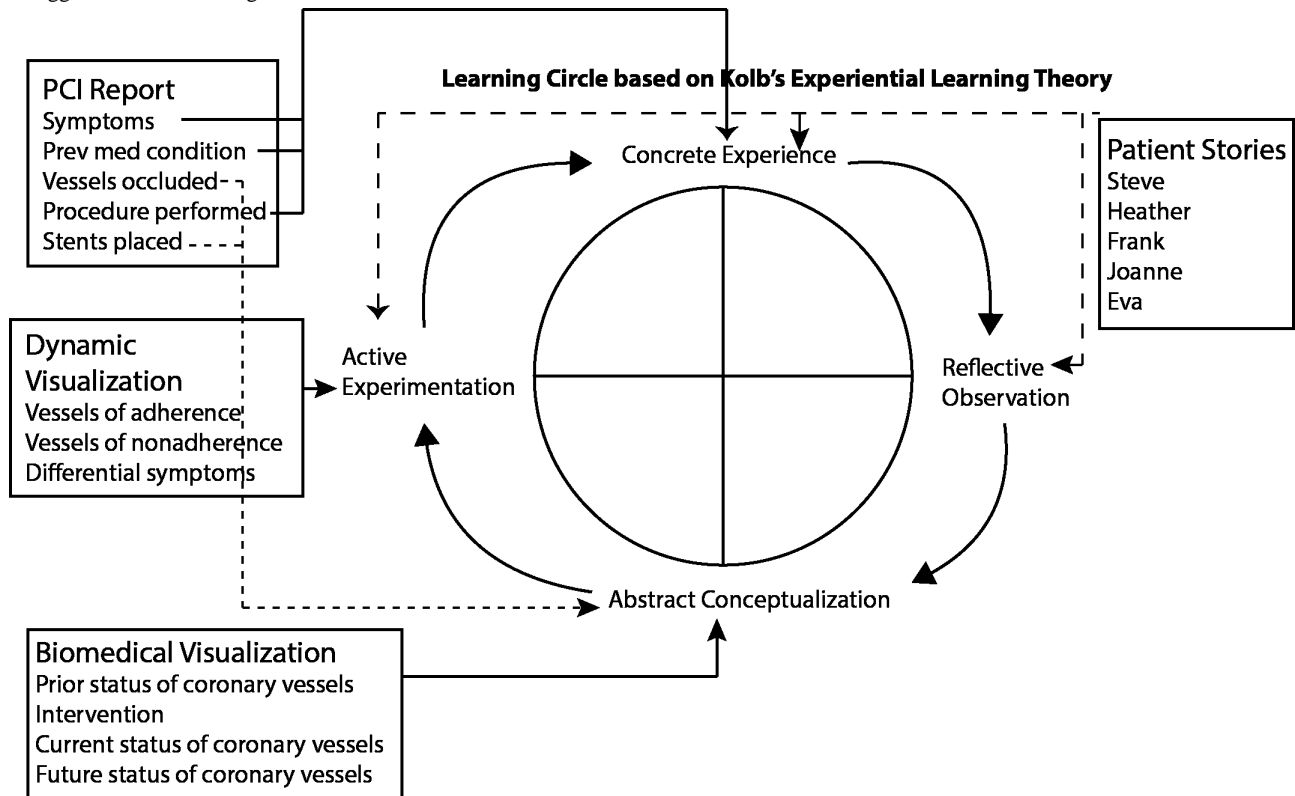 Learning Circle based on Kolb's Experiential Learning Theory
PCI Report
Symptoms
Prev med condition
Vessels occluded
Procedure performed
Stents placed
Concrete Experience
Patient Stories
Steve
Heather
Frank
Joanne
Eva
Dynamic
Visualization
Vessels of adherence
Vessels of nonadherence
Differential symptoms
Active
Experimentation
Reflective
Observation
Abstract Conceptualization
Biomedical Visualization
Prior status of coronary vessels
Intervention
Current status of coronary vessels
Future status of coronary vessels